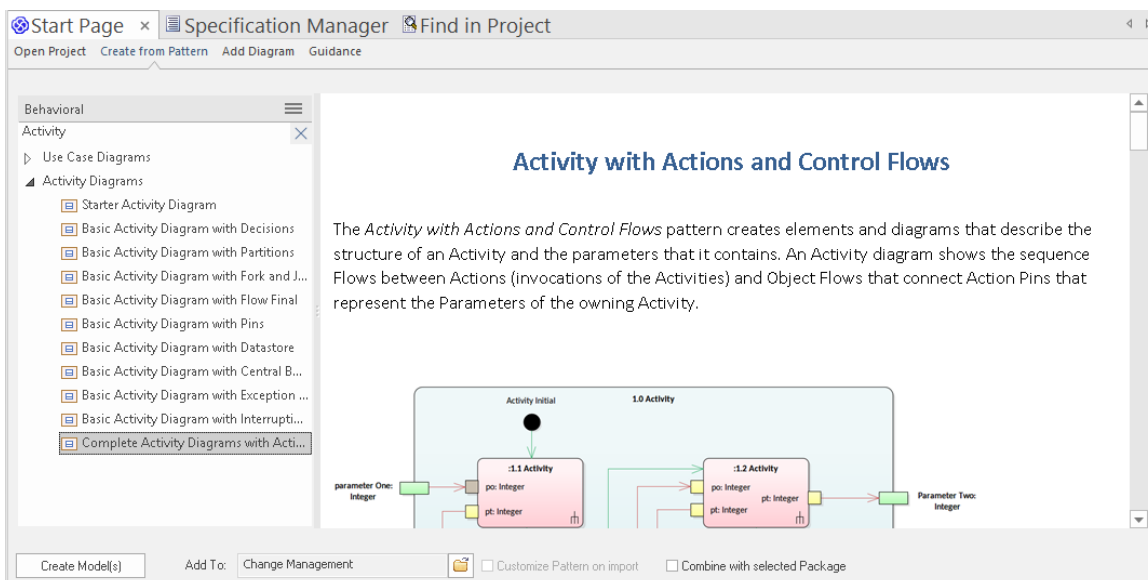 Start Page × Specification Manager Find in Project
Open Project Create from Pattern Add Diagram Guidance
Behavioral
Activity
Use Case Diagrams
Activity Diagrams
Starter Activity Diagram
Basic Activity Diagram with Decisions
Basic Activity Diagram with Partitions
Basic Activity Diagram with Fork and J...
Basic Activity Diagram with Flow Final
Basic Activity Diagram with Pins
Basic Activity Diagram with Datastore
Basic Activity Diagram with Central B...
Basic Activity Diagram with Exception ...
Basic Activity Diagram with Interrupti...
Complete Activity Diagrams with Acti...
Activity with Actions and Control Flows
The Activity with Actions and Control Flows pattern creates elements and diagrams that describe the
structure of an Activity and the parameters that it contains. An Activity diagram shows the sequence
Flows between Actions (invocations of the Activities) and Object Flows that connect Action Pins that
represent the Parameters of the owning Activity.
Activity Initial
1.0 Activity
:1.1 Activity
:1.2 Activity
parameter One:
Integer
po: Integer
pt: Integer
po: Integer
pt: Integer
pt: Integer
Parameter Two:
Integer
Create Model(s) Add To: Change Management Customize Pattern on import Combine with selected Package